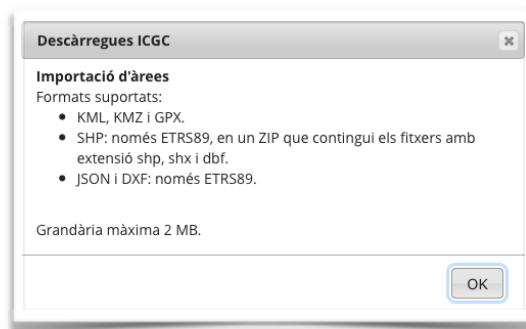 Descàrregues ICGC
Importació d'àrees
Formats suportats:
• KML, KMZ i GPX.
• SHP: només ETRS89, en un ZIP que contingui els fitxers amb
extensió shp, shx i dbf.
• JSON i DXF: només ETRS89.
Grandària màxima 2 MB.
OK